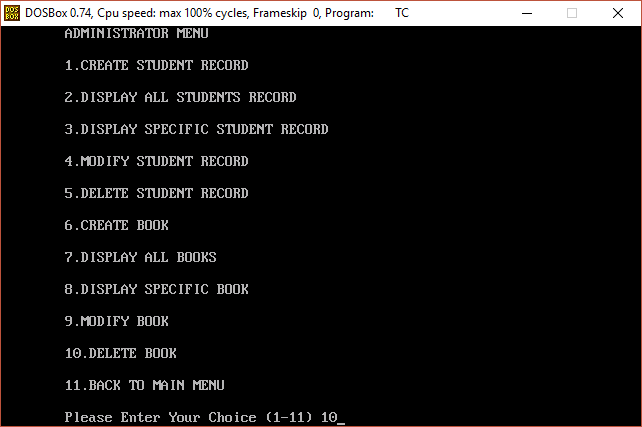 DOS BOX DOSBox 0.74, Cpu speed: max 100% cycles, Frameskip 0, Program: TC
ADMINISTRATOR MENU
1.CREATE STUDENT RECORD
2.DISPLAY ALL STUDENTS RECORD
3.DISPLAY SPECIFIC STUDENT RECORD
4.MODIFY STUDENT RECORD
5.DELETE STUDENT RECORD
6.CREATE BOOK
7.DISPLAY ALL BOOKS
8.DISPLAY SPECIFIC BOOK
9.MODIFY BOOK
10.DELETE BOOK
11.BACK TO MAIN MENU
Please Enter Your Choice (1-11) 10_